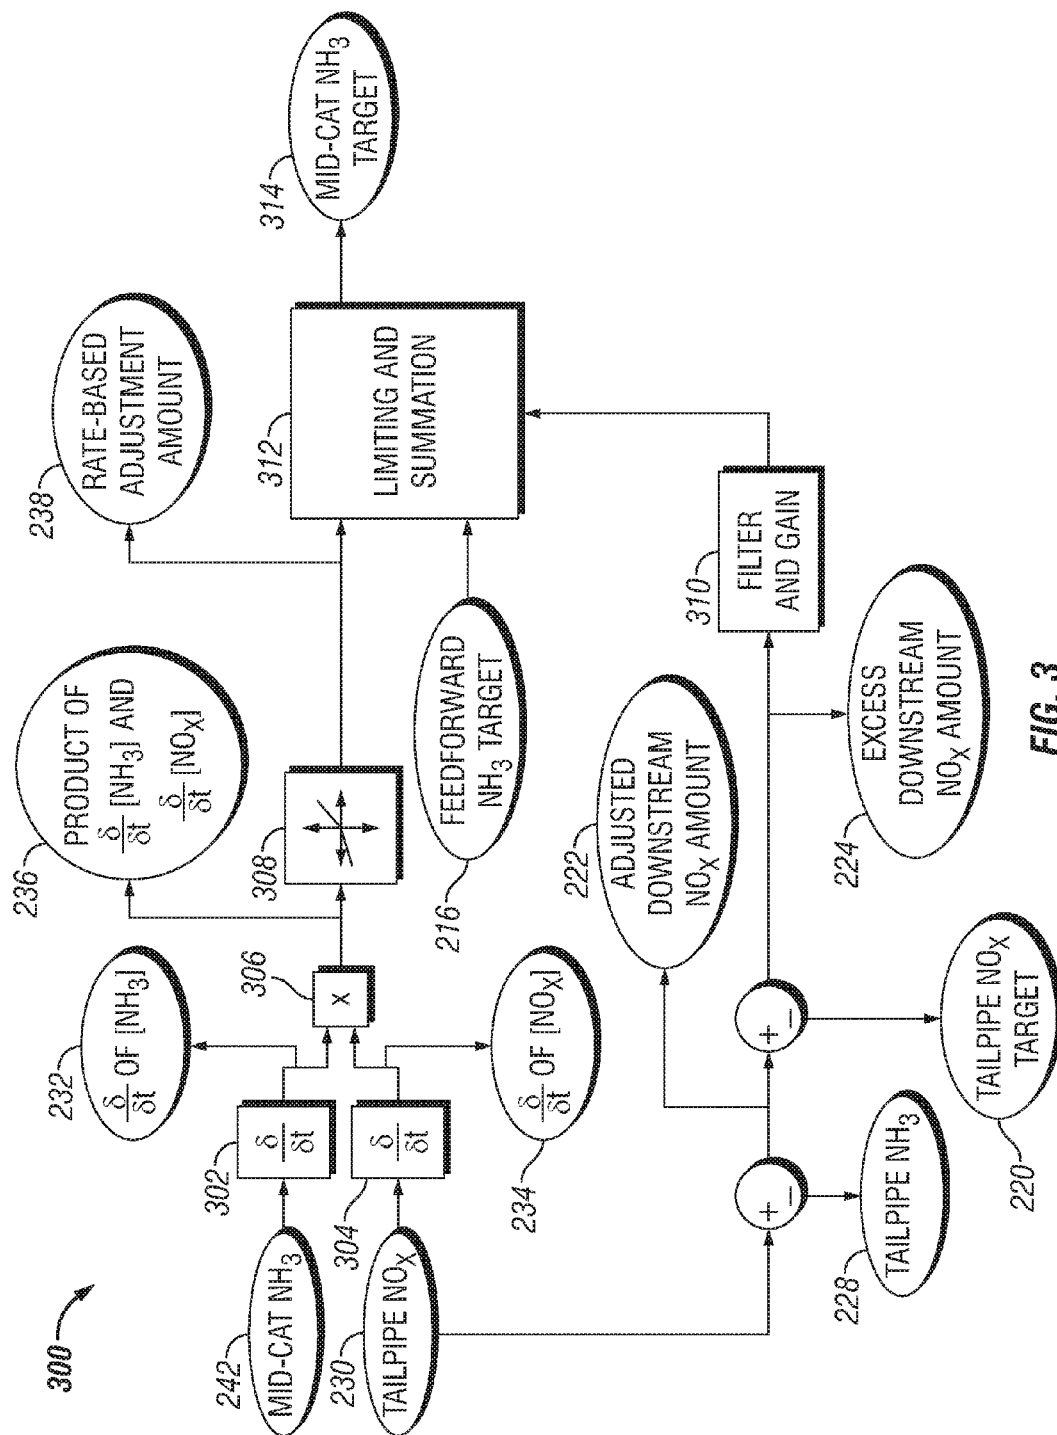 300
242
MID-CAT NH3
230
TAILPIPE NOX
302
δ
δt
304
δ
δt
232
δ
δt OF [NH3]
234
δ
δt OF [NOX]
306
X
236
PRODUCT OF
δ
δt [NH3] AND
δ
δt [NOX]
308
238
RATE-BASED
ADJUSTMENT
AMOUNT
216
FEEDFORWARD
NH3 TARGET
312
LIMITING AND
SUMMATION
314
MID-CAT NH3
TARGET
+
−
228
TAILPIPE NH3
222
ADJUSTED
DOWNSTREAM
NOX AMOUNT
+
−
220
TAILPIPE NOX
TARGET
224
EXCESS
DOWNSTREAM
NOX AMOUNT
310
FILTER
AND GAIN
FIG. 3